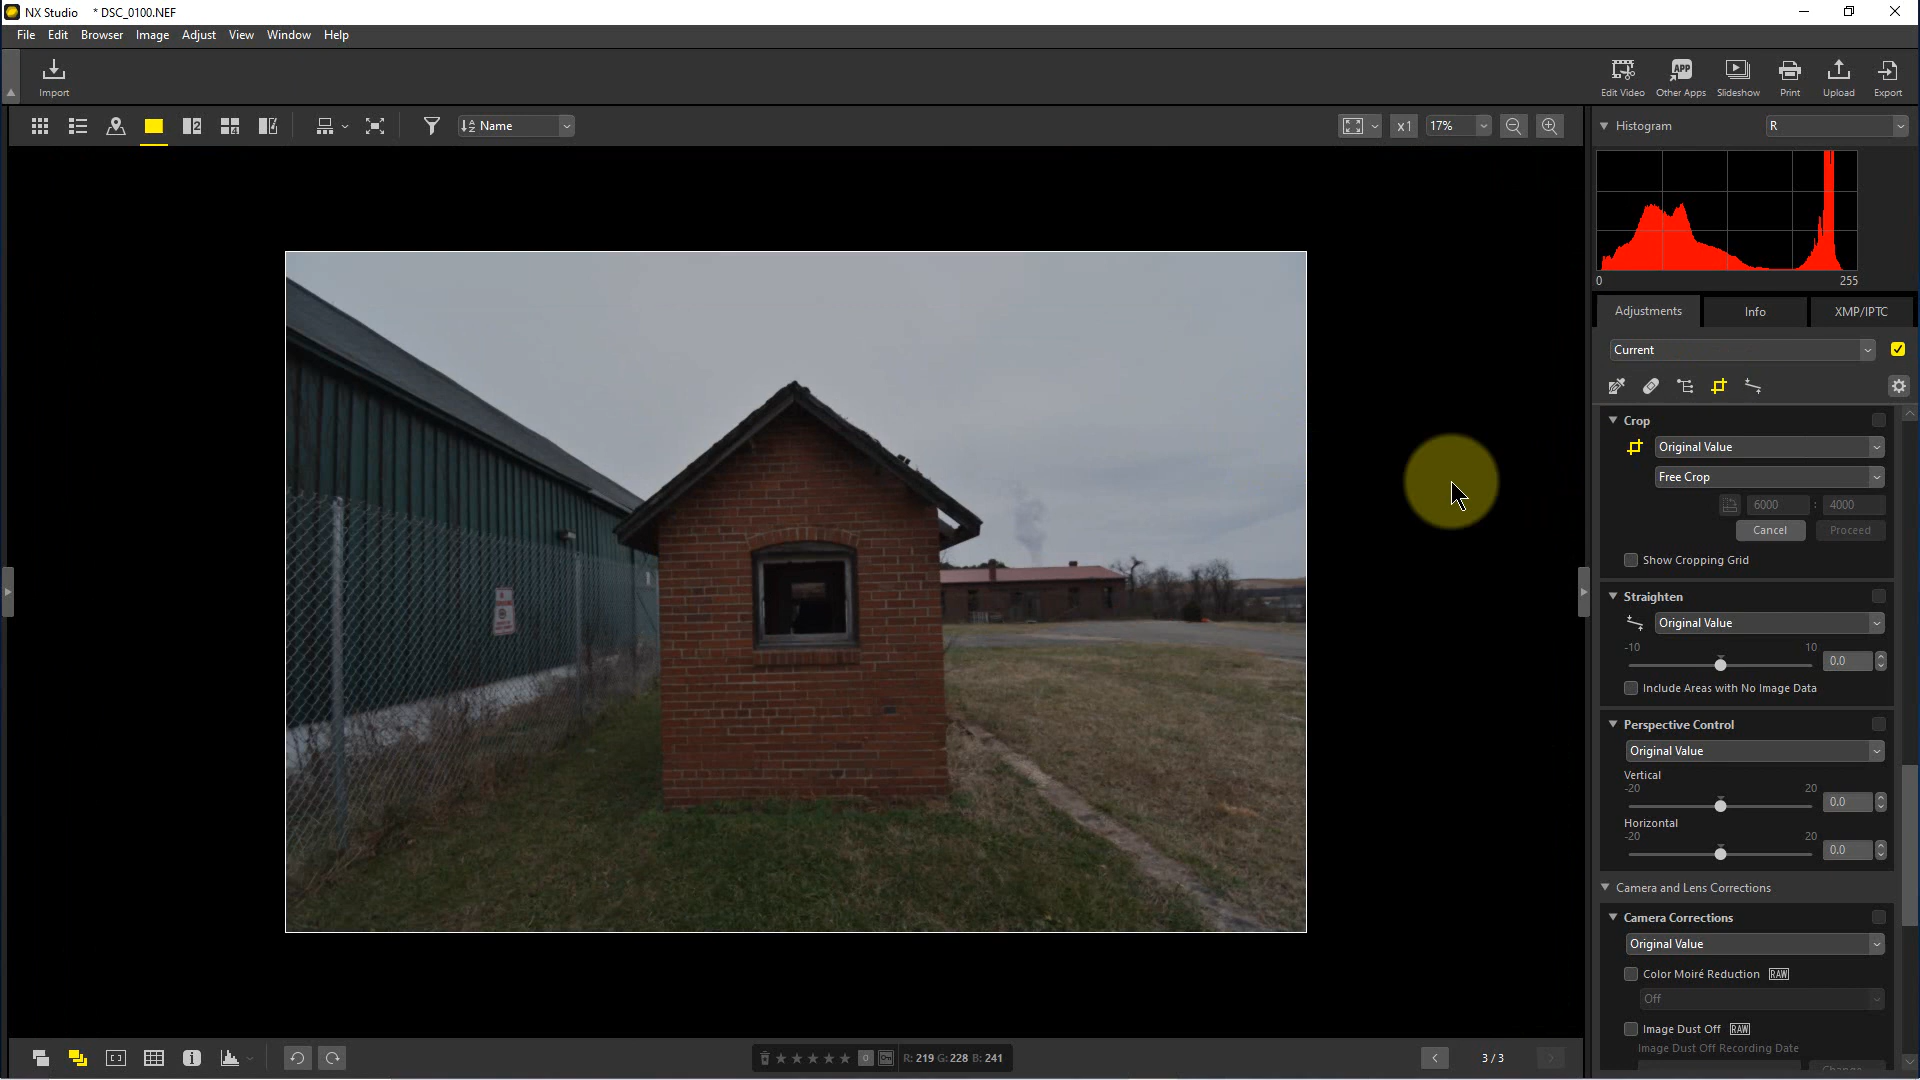 NX Studio * DSC_0100.NEF
File Edit Browser Image Adjust View Window Help
Import
Edit Video Other Apps Slideshow Print Upload Export
APP
2 4 Name
x1 17%
Histogram R
0 255
Adjustments Info XMP/IPTC
Current
Crop
Original Value
Free Crop
6000 : 4000
Cancel Proceed
Show Cropping Grid
Straighten
Original Value
-10 10
0.0
Include Areas with No Image Data
Perspective Control
Original Value
Vertical
-20 20
0.0
Horizontal
-20 20
0.0
Camera and Lens Corrections
Camera Corrections
Original Value
Color Moiré Reduction RAW
Off
Image Dust Off RAW
Image Dust Off Recording Date
Change
0 R: 219 G: 228 B: 241
3 / 3